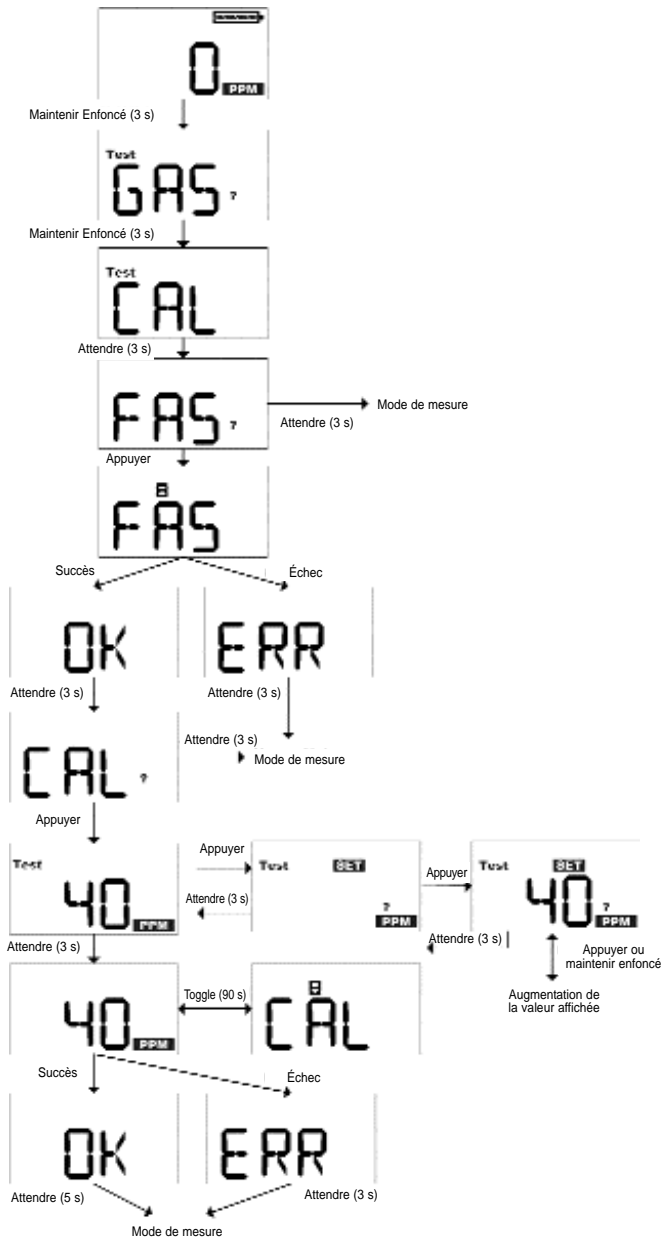 0 PPM
Maintenir Enfoncé (3 s)
Test
GAS ?
Maintenir Enfoncé (3 s)
Test
CAL
Attendre (3 s)
FAS ?
Attendre (3 s)
Mode de mesure
Appuyer
FAS
Succès
Échec
OK
ERR
Attendre (3 s)
Attendre (3 s)
CAL ?
Attendre (3 s)
Mode de mesure
Appuyer
Test
40 PPM
Appuyer
Attendre (3 s)
Test SET
?
PPM
Appuyer
Test SET
40 ?
PPM
Attendre (3 s)
Attendre (3 s)
Appuyer ou
maintenir enfoncé
Augmentation de
la valeur affichée
40 PPM
Toggle (90 s)
CAL
Succès
Échec
OK
ERR
Attendre (5 s)
Attendre (3 s)
Mode de mesure